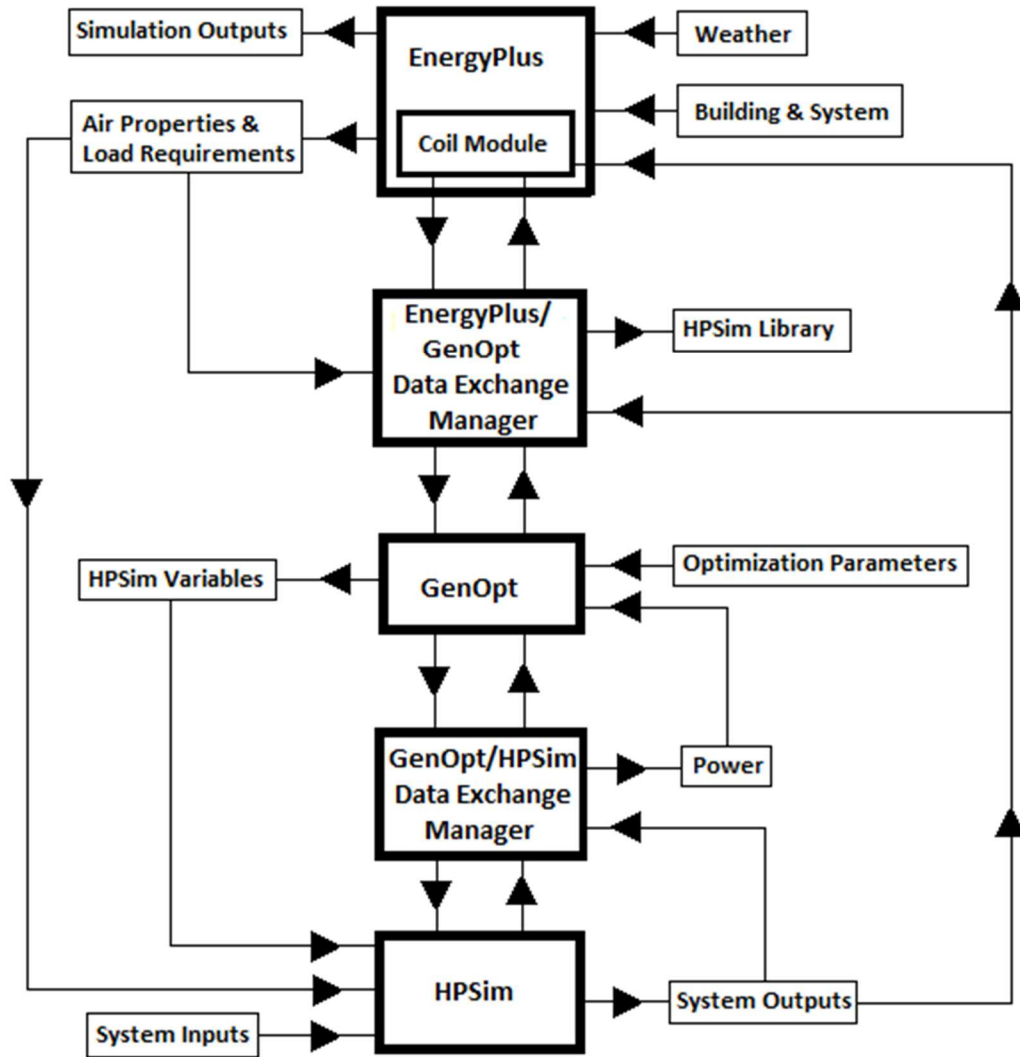 Simulation Outputs
EnergyPlus
Weather
Air Properties &
Load Requirements
Building & System
Coil Module
EnergyPlus/
GenOpt
Data Exchange
Manager
HPSim Library
HPSim Variables
GenOpt
Optimization Parameters
GenOpt/HPSim
Data Exchange
Manager
Power
HPSim
System Outputs
System Inputs